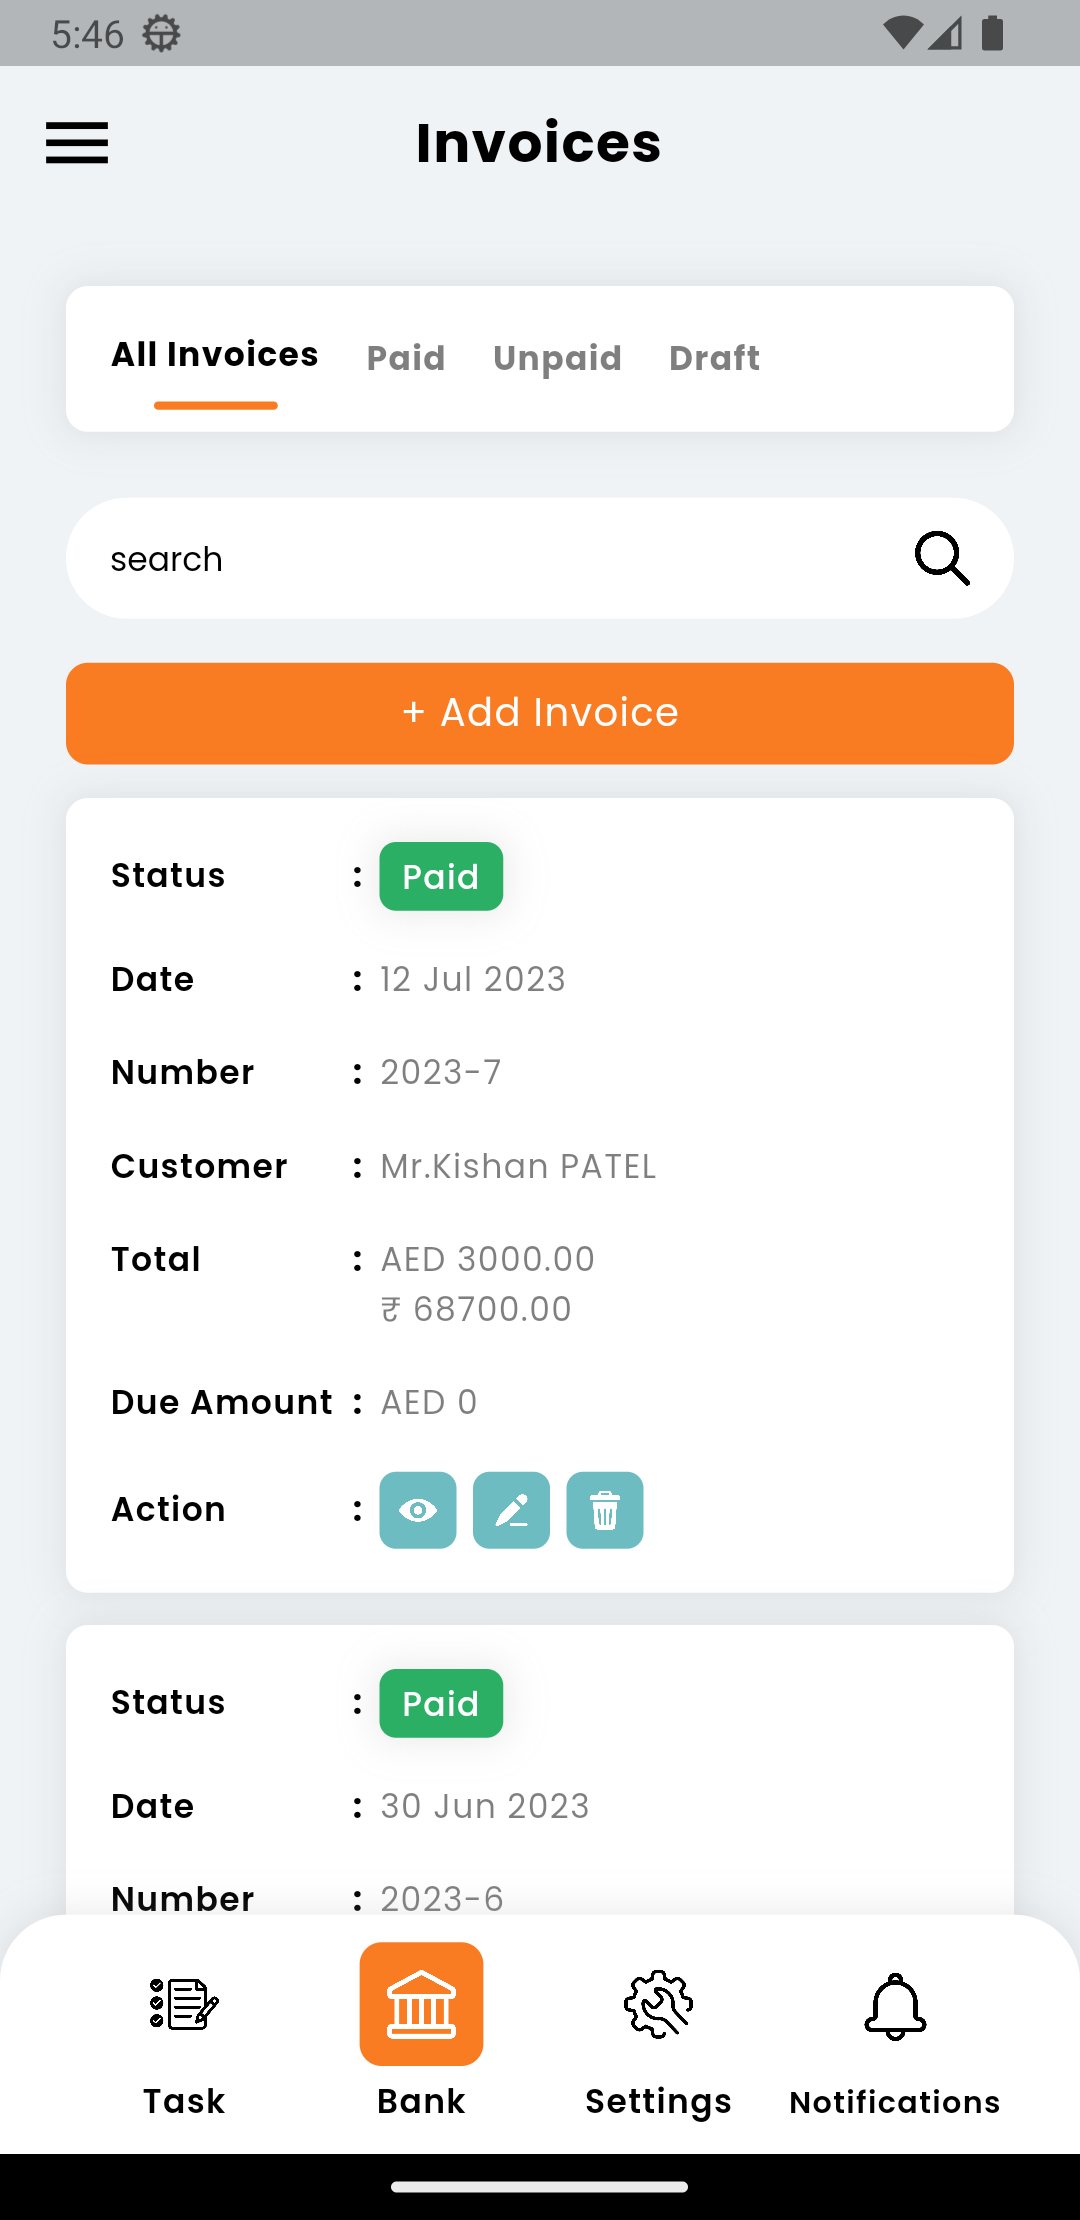 5:46
Invoices
All Invoices Paid Unpaid Draft
search
+ Add Invoice
Status : Paid
Date : 12 Jul 2023
Number : 2023-7
Customer : Mr.Kishan PATEL
Total : AED 3000.00
₹ 68700.00
Due Amount : AED 0
Action :
Status : Paid
Date : 30 Jun 2023
Number : 2023-6
Task Bank Settings Notifications